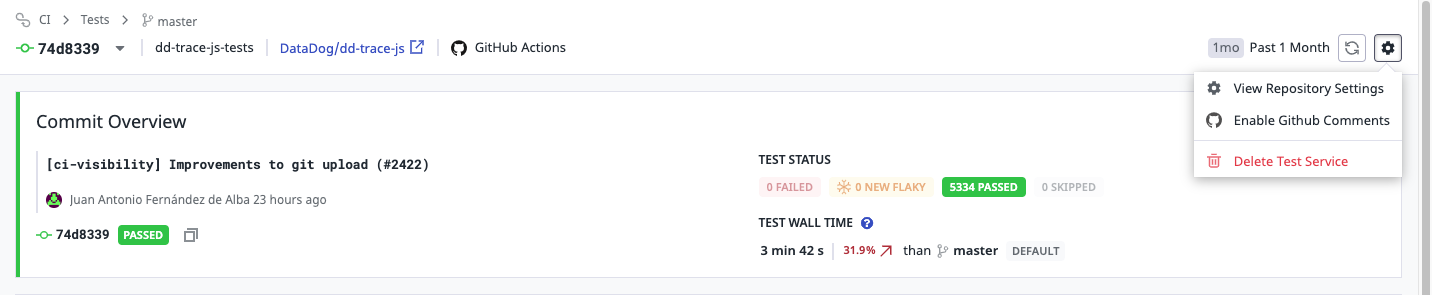 CI > Tests > master
74d8339 dd-trace-js-tests DataDog/dd-trace-js GitHub Actions 1mo Past 1 Month
View Repository Settings
Enable Github Comments
Delete Test Service
Commit Overview
[ci-visibility] Improvements to git upload (#2422)
Juan Antonio Fernández de Alba 23 hours ago
74d8339 PASSED
TEST STATUS
0 FAILED 0 NEW FLAKY 5334 PASSED 0 SKIPPED
TEST WALL TIME ?
3 min 42 s 31.9% than master DEFAULT